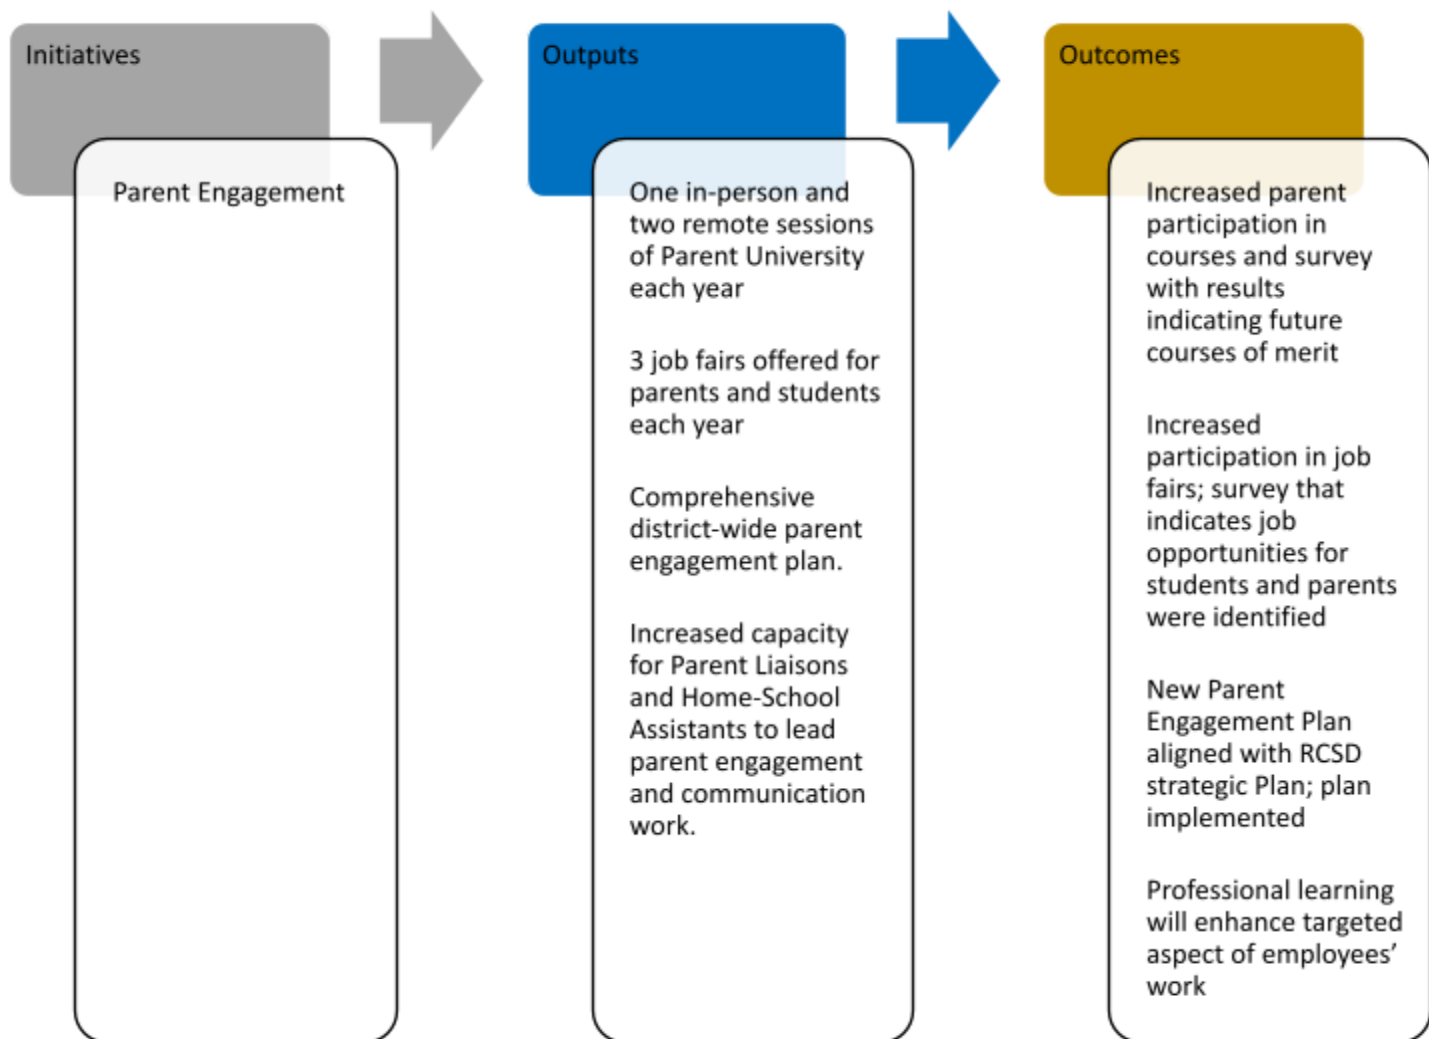 Initiatives
Parent Engagement
Outputs
One in-person and
two remote sessions
of Parent University
each year
3 job fairs offered for
parents and students
each year
Comprehensive
district-wide parent
engagement plan.
Increased capacity
for Parent Liaisons
and Home-School
Assistants to lead
parent engagement
and communication
work.
Outcomes
Increased parent
participation in
courses and survey
with results
indicating future
courses of merit
Increased
participation in job
fairs; survey that
indicates job
opportunities for
students and parents
were identified
New Parent
Engagement Plan
aligned with RCSD
strategic Plan; plan
implemented
Professional learning
will enhance targeted
aspect of employees’
work